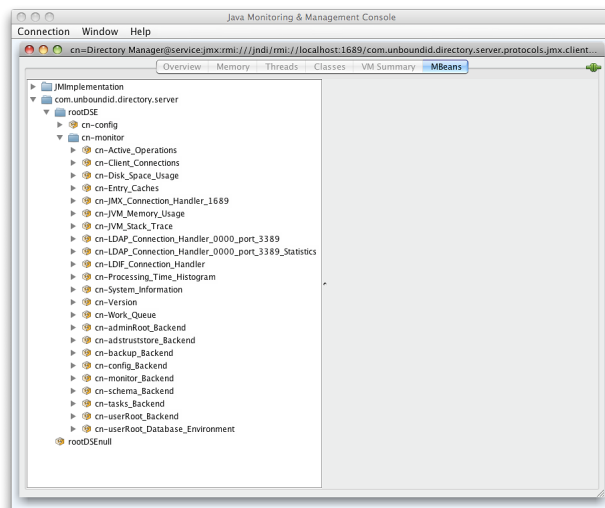 Java Monitoring & Management Console
Connection Window Help
cn=Directory Manager@service:jmx:rmi:///jndi/rmi://localhost:1689/com.unboundid.directory.server.protocols.jmx.client...
Overview Memory Threads Classes VM Summary MBeans
JMImplementation
com.unboundid.directory.server
rootDSE
cn-config
cn-monitor
cn-Active_Operations
cn-Client_Connections
cn-Disk_Space_Usage
cn-Entry_Caches
cn-JMX_Connection_Handler_1689
cn-JVM_Memory_Usage
cn-JVM_Stack_Trace
cn-LDAP_Connection_Handler_0000_port_3389
cn-LDAP_Connection_Handler_0000_port_3389_Statistics
cn-LDIF_Connection_Handler
cn-Processing_Time_Histogram
cn-System_Information
cn-Version
cn-Work_Queue
cn-adminRoot_Backend
cn-adstruststore_Backend
cn-backup_Backend
cn-config_Backend
cn-monitor_Backend
cn-schema_Backend
cn-tasks_Backend
cn-userRoot_Backend
cn-userRoot_Database_Environment
rootDSEnull